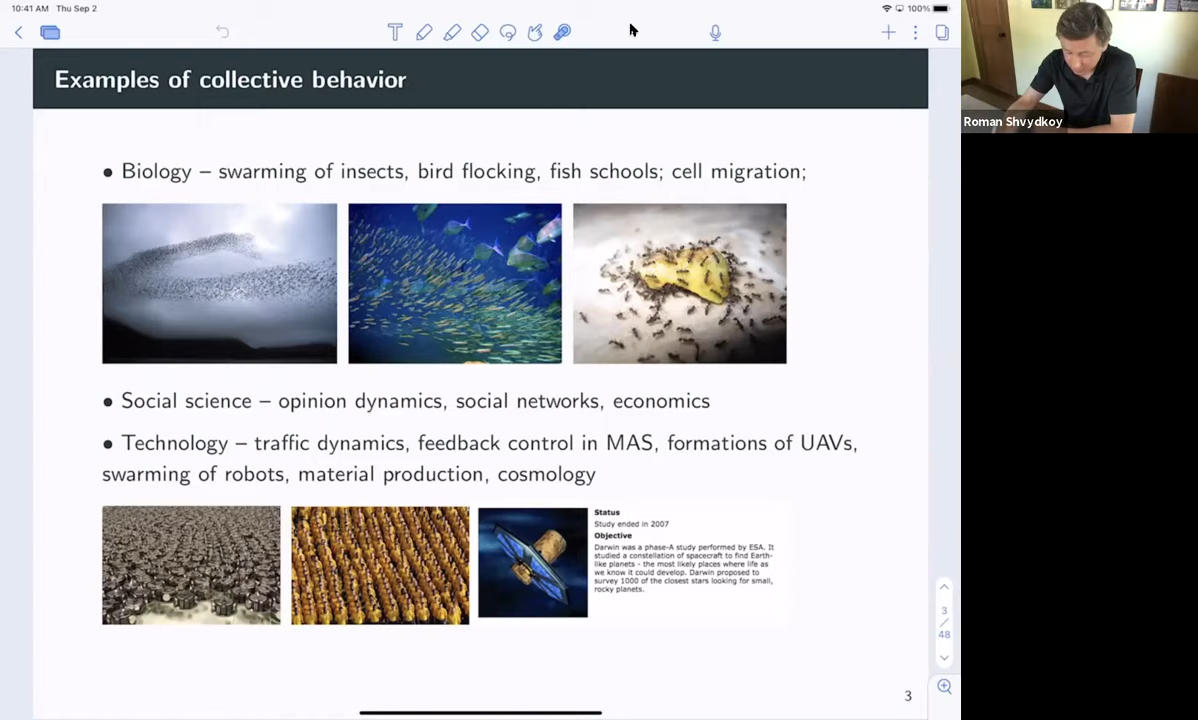 10:41 AM Thu Sep 2
100%
Examples of collective behavior
• Biology – swarming of insects, bird flocking, fish schools; cell migration;
• Social science – opinion dynamics, social networks, economics
• Technology – traffic dynamics, feedback control in MAS, formations of UAVs,
swarming of robots, material production, cosmology
Status
Study ended in 2007
Objective
Darwin was a phase-A study performed by ESA. It
studied a constellation of spacecraft to find Earth-
like planets - the most likely places where life as
we know it could develop. Darwin proposed to
survey 1000 of the closest stars looking for small,
rocky planets.
3
/
48
3
Roman Shvydkoy